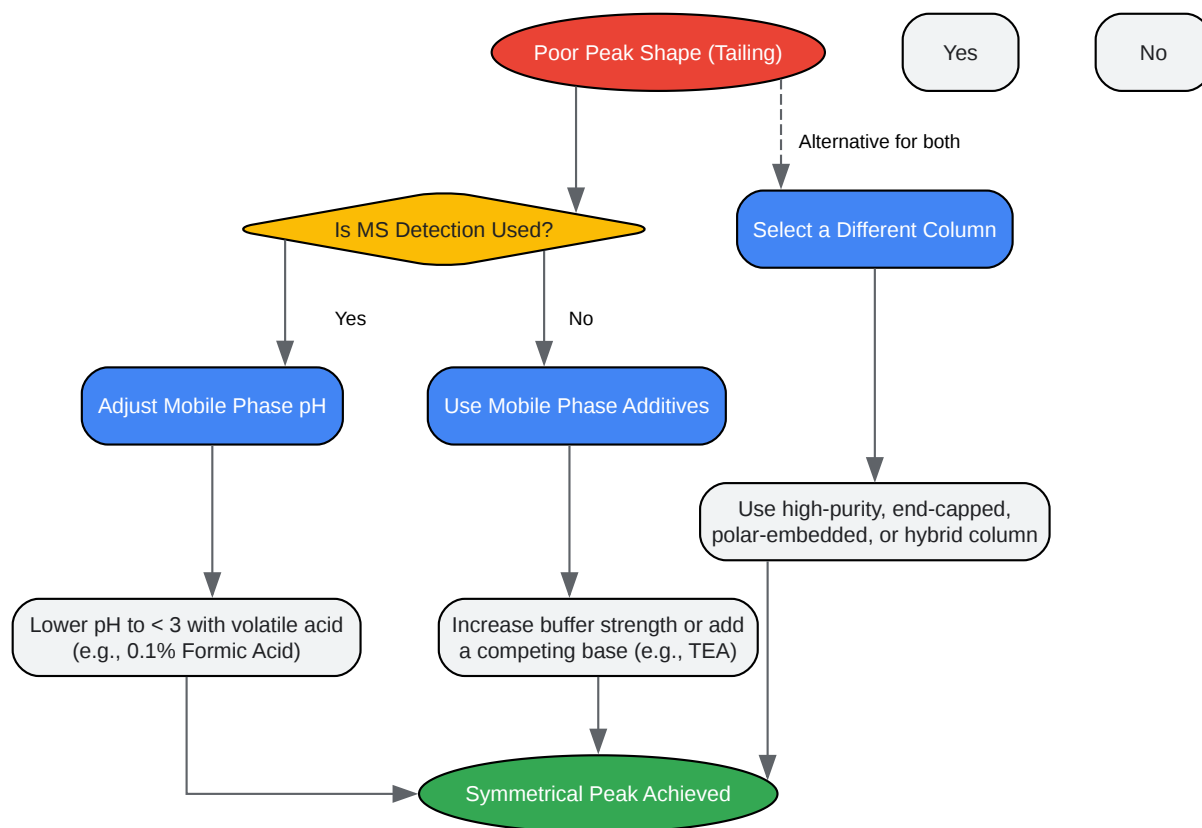 Poor Peak Shape (Tailing)
Yes
No
Alternative for both
Is MS Detection Used?
Select a Different Column
Yes
No
Adjust Mobile Phase pH
Use Mobile Phase Additives
Use high-purity, end-capped,
polar-embedded, or hybrid column
Lower pH to < 3 with volatile acid
(e.g., 0.1% Formic Acid)
Increase buffer strength or add
a competing base (e.g., TEA)
Symmetrical Peak Achieved